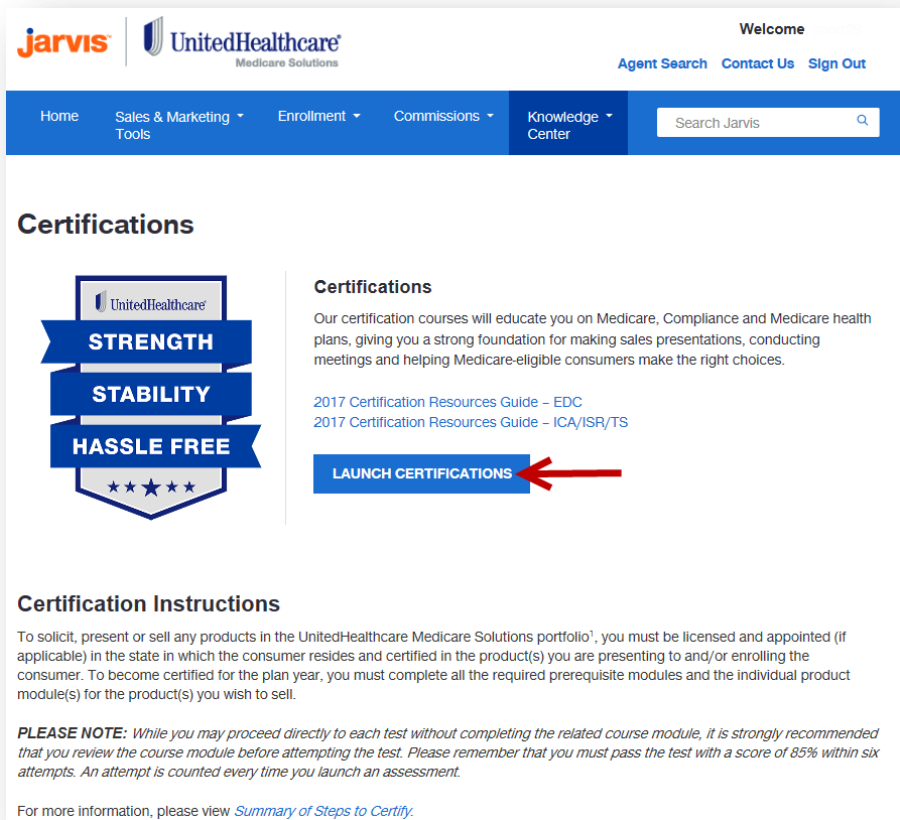 jarvis™ UnitedHealthcare® Welcome
Medicare Solutions
Agent Search Contact Us Sign Out
Home Sales & Marketing Tools Enrollment Commissions Knowledge Center Search Jarvis
Certifications
UnitedHealthcare®
STRENGTH
STABILITY
HASSLE FREE
Certifications
Our certification courses will educate you on Medicare, Compliance and Medicare health
plans, giving you a strong foundation for making sales presentations, conducting
meetings and helping Medicare-eligible consumers make the right choices.
2017 Certification Resources Guide – EDC
2017 Certification Resources Guide – ICA/ISR/TS
LAUNCH CERTIFICATIONS
Certification Instructions
To solicit, present or sell any products in the UnitedHealthcare Medicare Solutions portfolio¹, you must be licensed and appointed (if
applicable) in the state in which the consumer resides and certified in the product(s) you are presenting to and/or enrolling the
consumer. To become certified for the plan year, you must complete all the required prerequisite modules and the individual product
module(s) for the product(s) you wish to sell.
PLEASE NOTE: While you may proceed directly to each test without completing the related course module, it is strongly recommended
that you review the course module before attempting the test. Please remember that you must pass the test with a score of 85% within six
attempts. An attempt is counted every time you launch an assessment.
For more information, please view Summary of Steps to Certify.